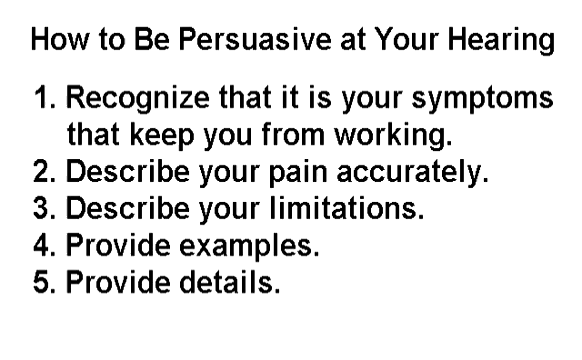 How to Be Persuasive at Your Hearing
1. Recognize that it is your symptoms
that keep you from working.
2. Describe your pain accurately.
3. Describe your limitations.
4. Provide examples.
5. Provide details.